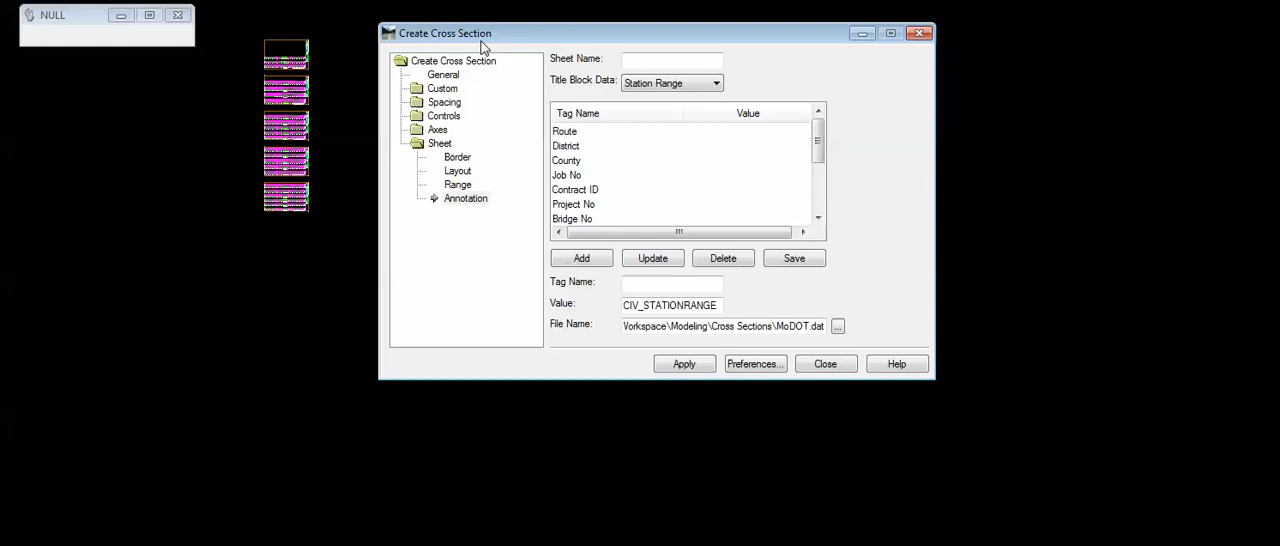 NULL
Create Cross Section
Create Cross Section
General
Custom
Spacing
Controls
Axes
Sheet
Border
Layout
Range
Annotation
Sheet Name:
Title Block Data: Station Range
Tag Name Value
Route
District
County
Job No
Contract ID
Project No
Bridge No
Add Update Delete Save
Tag Name:
Value: CIV_STATIONRANGE
File Name: Vorkspace\Modeling\Cross Sections\MoDOT.dat ...
Apply Preferences... Close Help